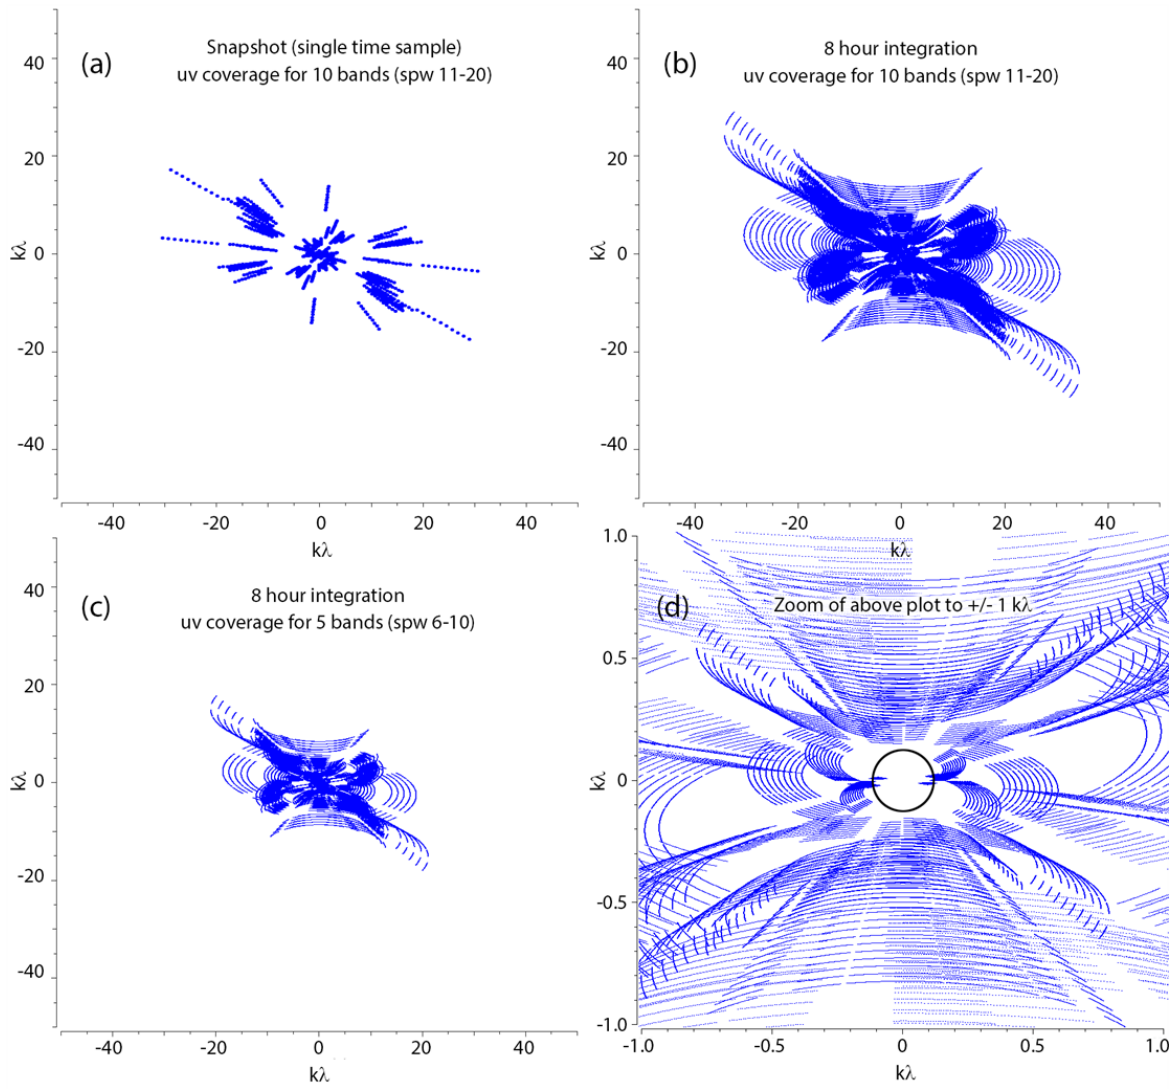 (a)
Snapshot (single time sample)
uv coverage for 10 bands (spw 11-20)
40
20
0
-20
-40
kλ
-40 -20 0 20 40
kλ
(b)
8 hour integration
uv coverage for 10 bands (spw 11-20)
40
20
0
-20
-40
kλ
-40 -20 0 20 40
kλ
(c)
8 hour integration
uv coverage for 5 bands (spw 6-10)
40
20
0
-20
-40
kλ
-40 -20 0 20 40
kλ
(d)
Zoom of above plot to +/- 1 kλ
1.0
0.5
0
-0.5
-1.0
kλ
-1.0 -0.5 0 0.5 1.0
kλ